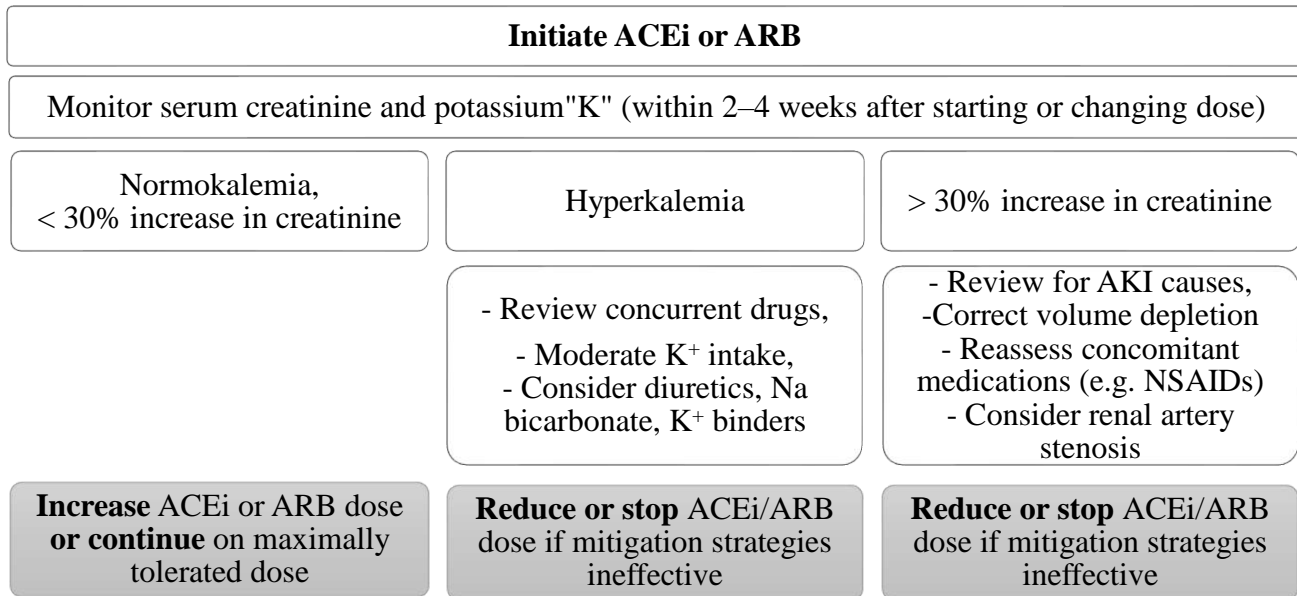 Initiate ACEi or ARB
Monitor serum creatinine and potassium"K" (within 2–4 weeks after starting or changing dose)
Normokalemia,
< 30% increase in creatinine
Hyperkalemia
> 30% increase in creatinine
- Review concurrent drugs,
- Moderate K⁺ intake,
- Consider diuretics, Na
bicarbonate, K⁺ binders
- Review for AKI causes,
-Correct volume depletion
- Reassess concomitant
medications (e.g. NSAIDs)
- Consider renal artery
stenosis
Increase ACEi or ARB dose
or continue on maximally
tolerated dose
Reduce or stop ACEi/ARB
dose if mitigation strategies
ineffective
Reduce or stop ACEi/ARB
dose if mitigation strategies
ineffective